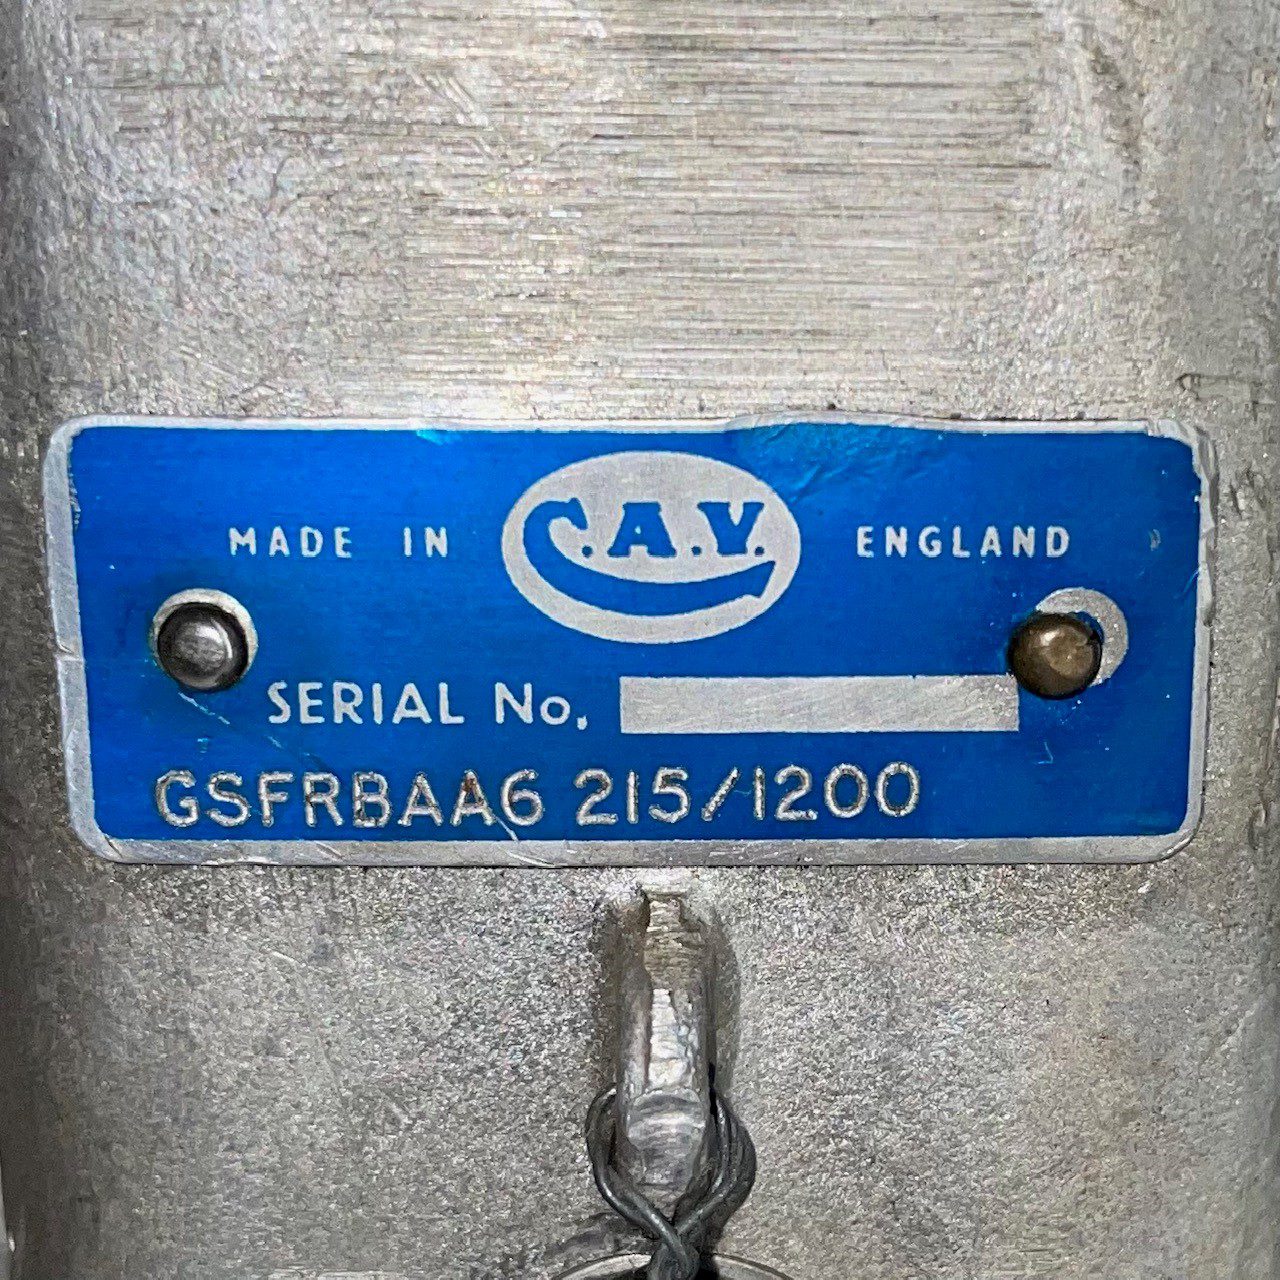 MADE IN C.A.V. ENGLAND
SERIAL No.
GSFRBAA6 215/1200